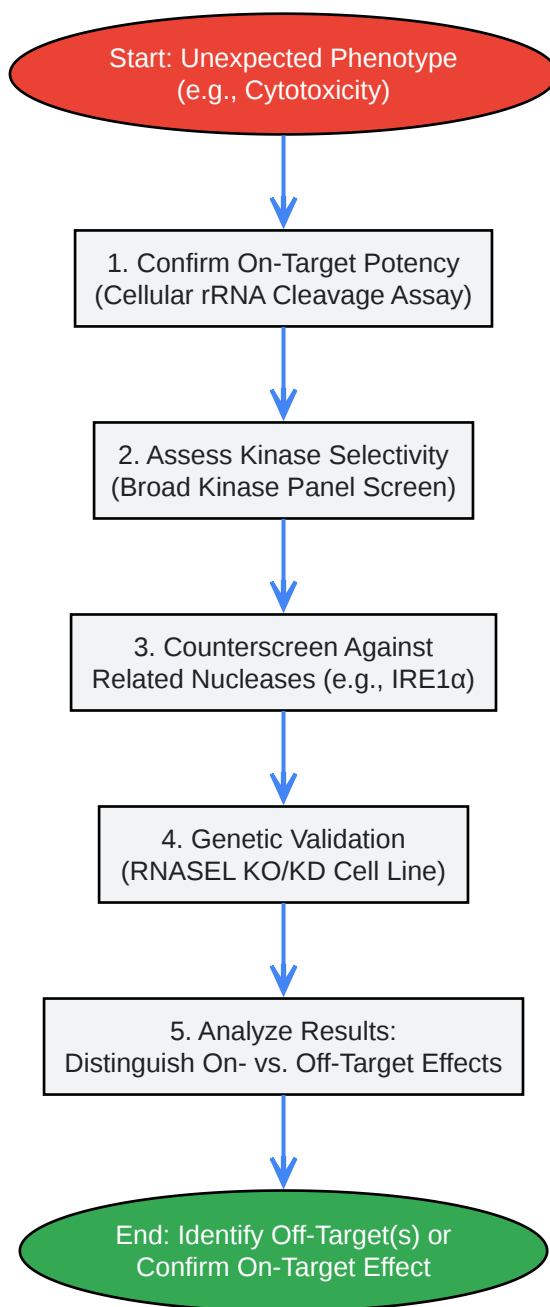 Start: Unexpected Phenotype
(e.g., Cytotoxicity)
1. Confirm On-Target Potency
(Cellular rRNA Cleavage Assay)
2. Assess Kinase Selectivity
(Broad Kinase Panel Screen)
3. Counterscreen Against
Related Nucleases (e.g., IRE1α)
4. Genetic Validation
(RNASEL KO/KD Cell Line)
5. Analyze Results:
Distinguish On- vs. Off-Target Effects
End: Identify Off-Target(s) or
Confirm On-Target Effect